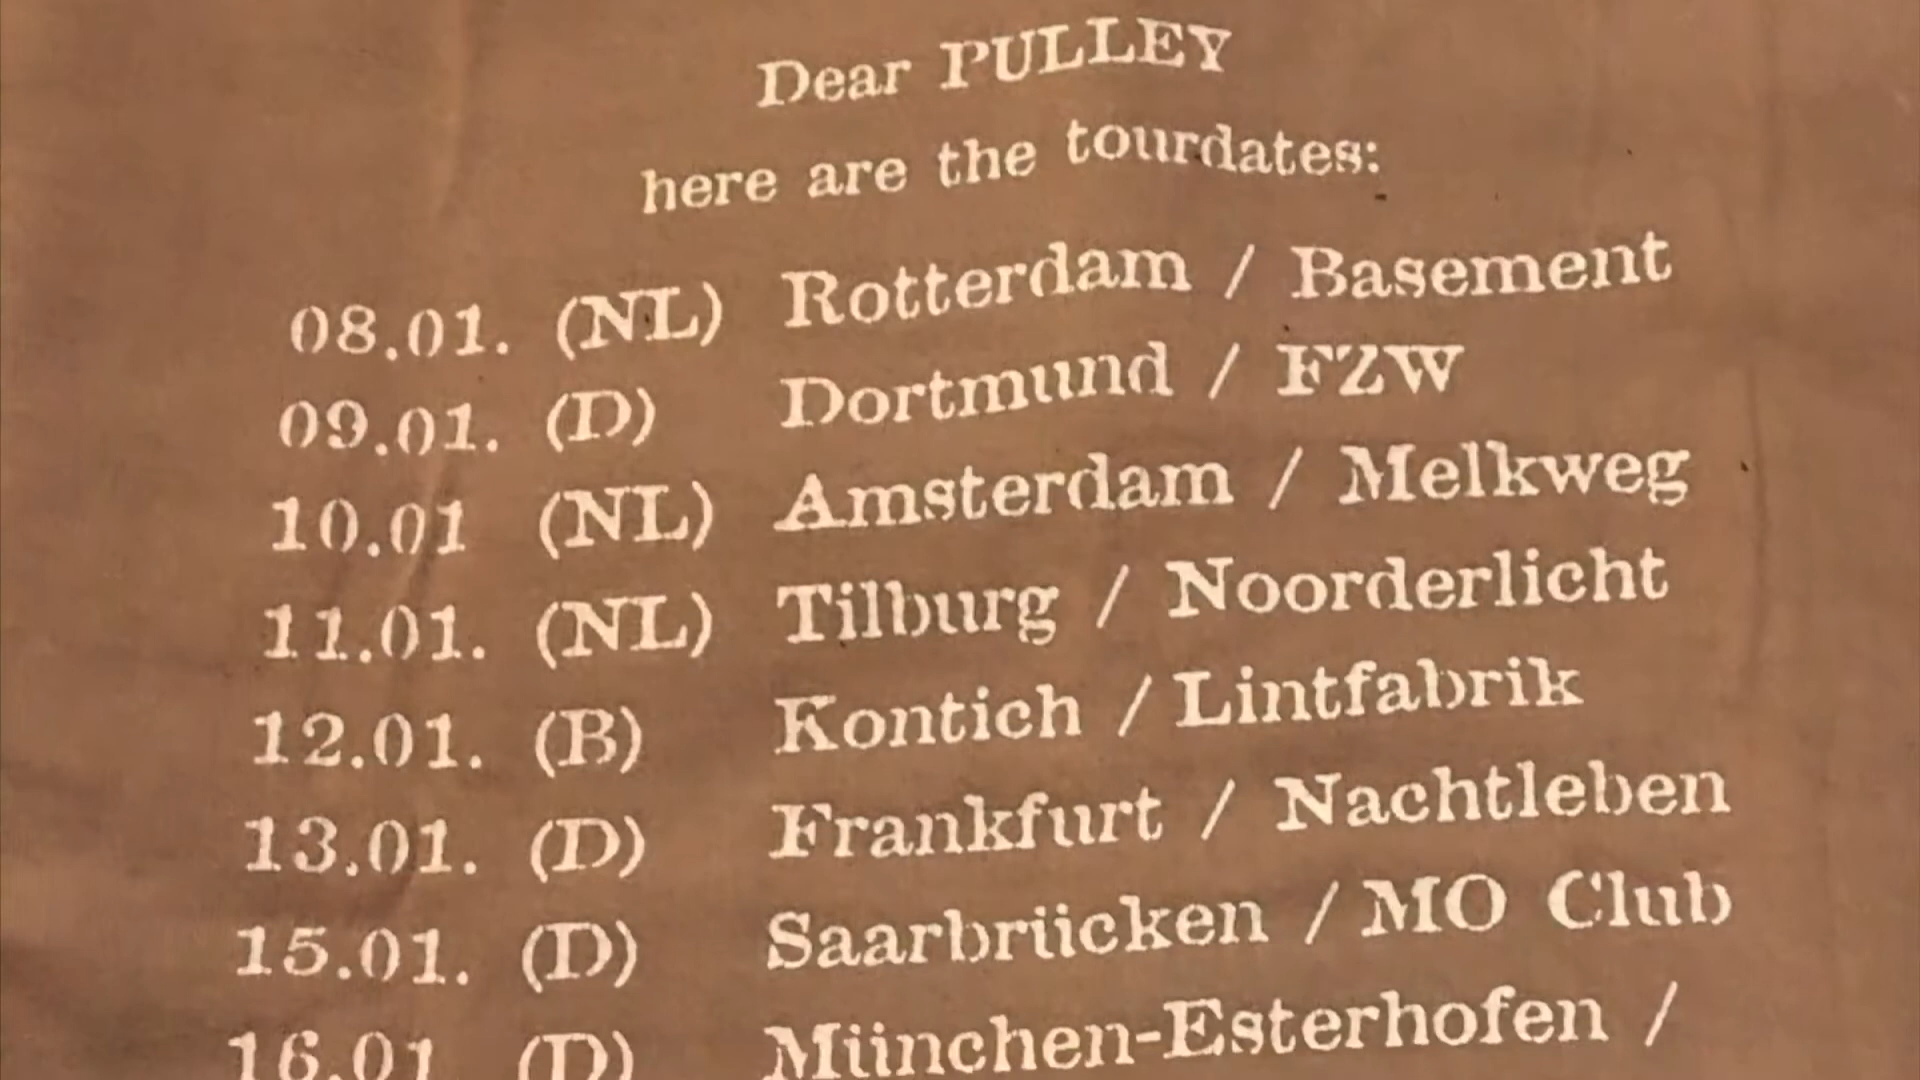 Dear PULLEY
here are the tourdates:
08.01. (NL) Rotterdam / Basement
09.01. (D) Dortmund / FZW
10.01 (NL) Amsterdam / Melkweg
11.01. (NL) Tilburg / Noorderlicht
12.01. (B) Kontich / Lintfabrik
13.01. (D) Frankfurt / Nachtleben
15.01. (D) Saarbrücken / MO Club
16.01 (D) München-Esterhofen /